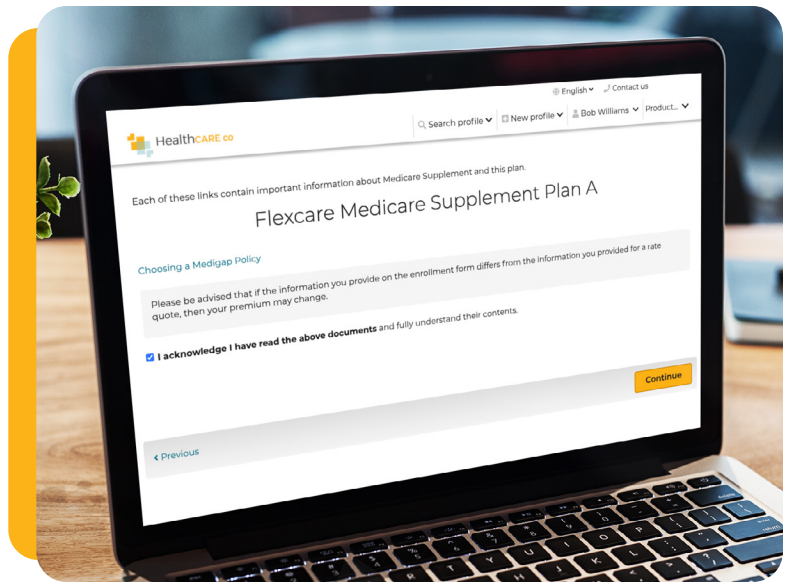 English
Contact us
HealthCARE co
Search profile
New profile
Bob Williams
Product...
Each of these links contain important information about Medicare Supplement and this plan.
Flexcare Medicare Supplement Plan A
Choosing a Medigap Policy
Please be advised that if the information you provide on the enrollment form differs from the information you provided for a rate
quote, then your premium may change.
I acknowledge I have read the above documents and fully understand their contents.
Continue
Previous